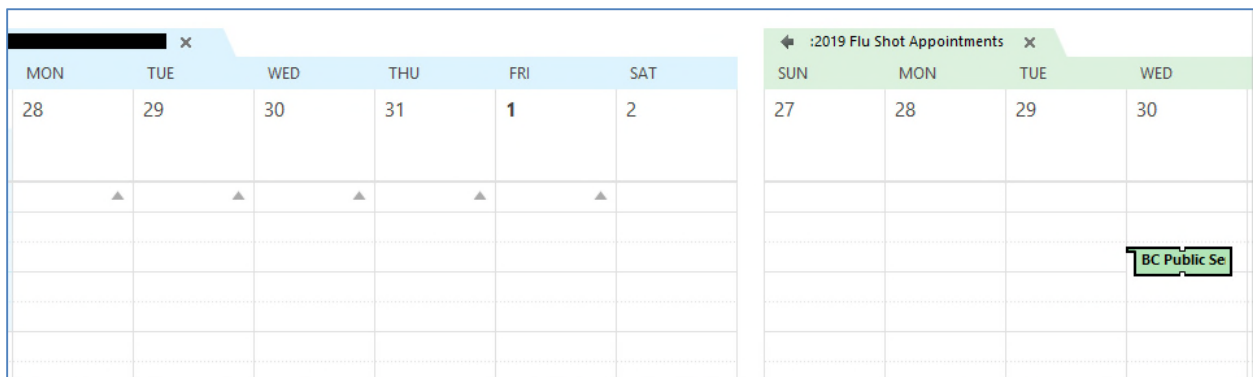 :2019 Flu Shot Appointments
MON TUE WED THU FRI SAT
SUN MON TUE WED
28 29 30 31 1 2
27 28 29 30
BC Public Se